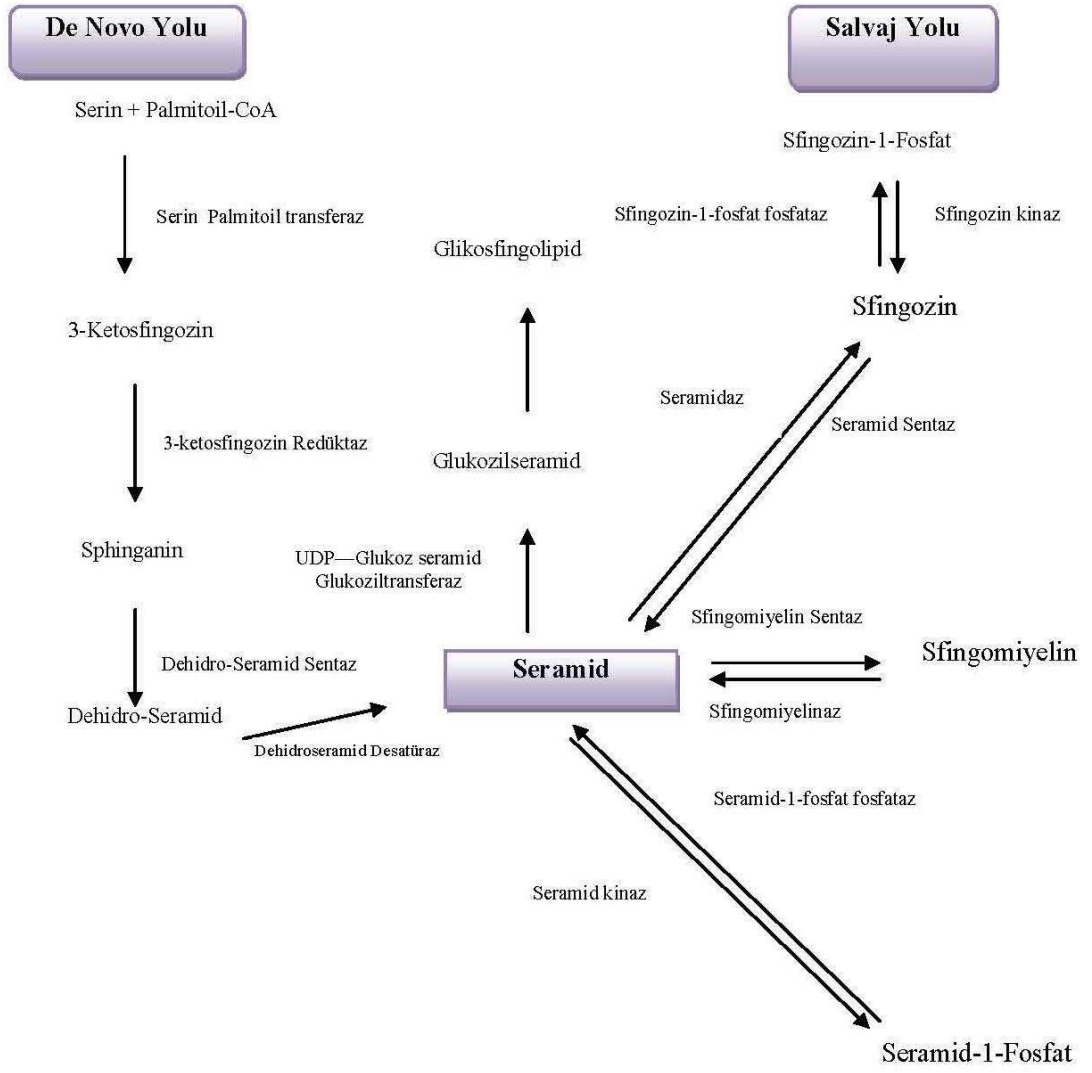 De Novo Yolu
Serin + Palmitoil-CoA
Serin Palmitoil transferaz
3-Ketosfingozin
3-ketosfingozin Redüktaz
Sphinganin
Dehidro-Seramid Sentaz
Dehidro-Seramid
Dehidroseramid Desatüraz
Glikosfingolipid
Glukozilseramid
UDP—Glukoz seramid
Glukoziltransferaz
Seramid
Salvaj Yolu
Sfingozin-1-Fosfat
Sfingozin-1-fosfat fosfataz
Sfingozin kinaz
Sfingozin
Seramidaz
Seramid Sentaz
Sfingomiyelin Sentaz
Sfingomiyelin
Sfingomiyelinaz
Seramid-1-fosfat fosfataz
Seramid kinaz
Seramid-1-Fosfat